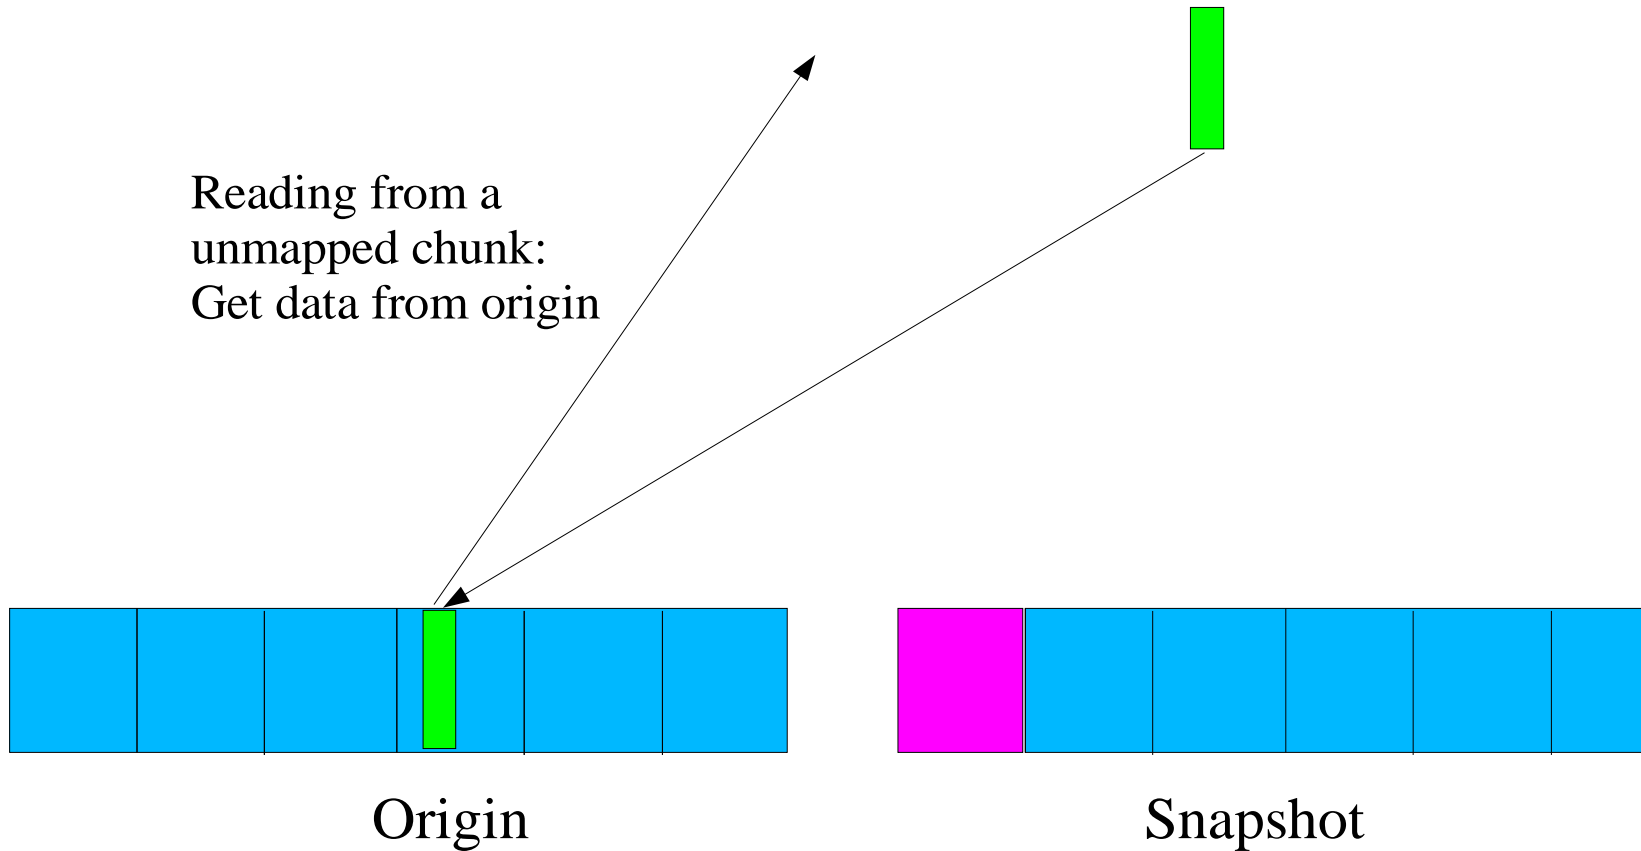 Reading from a
unmapped chunk:
Get data from origin
Origin
Snapshot